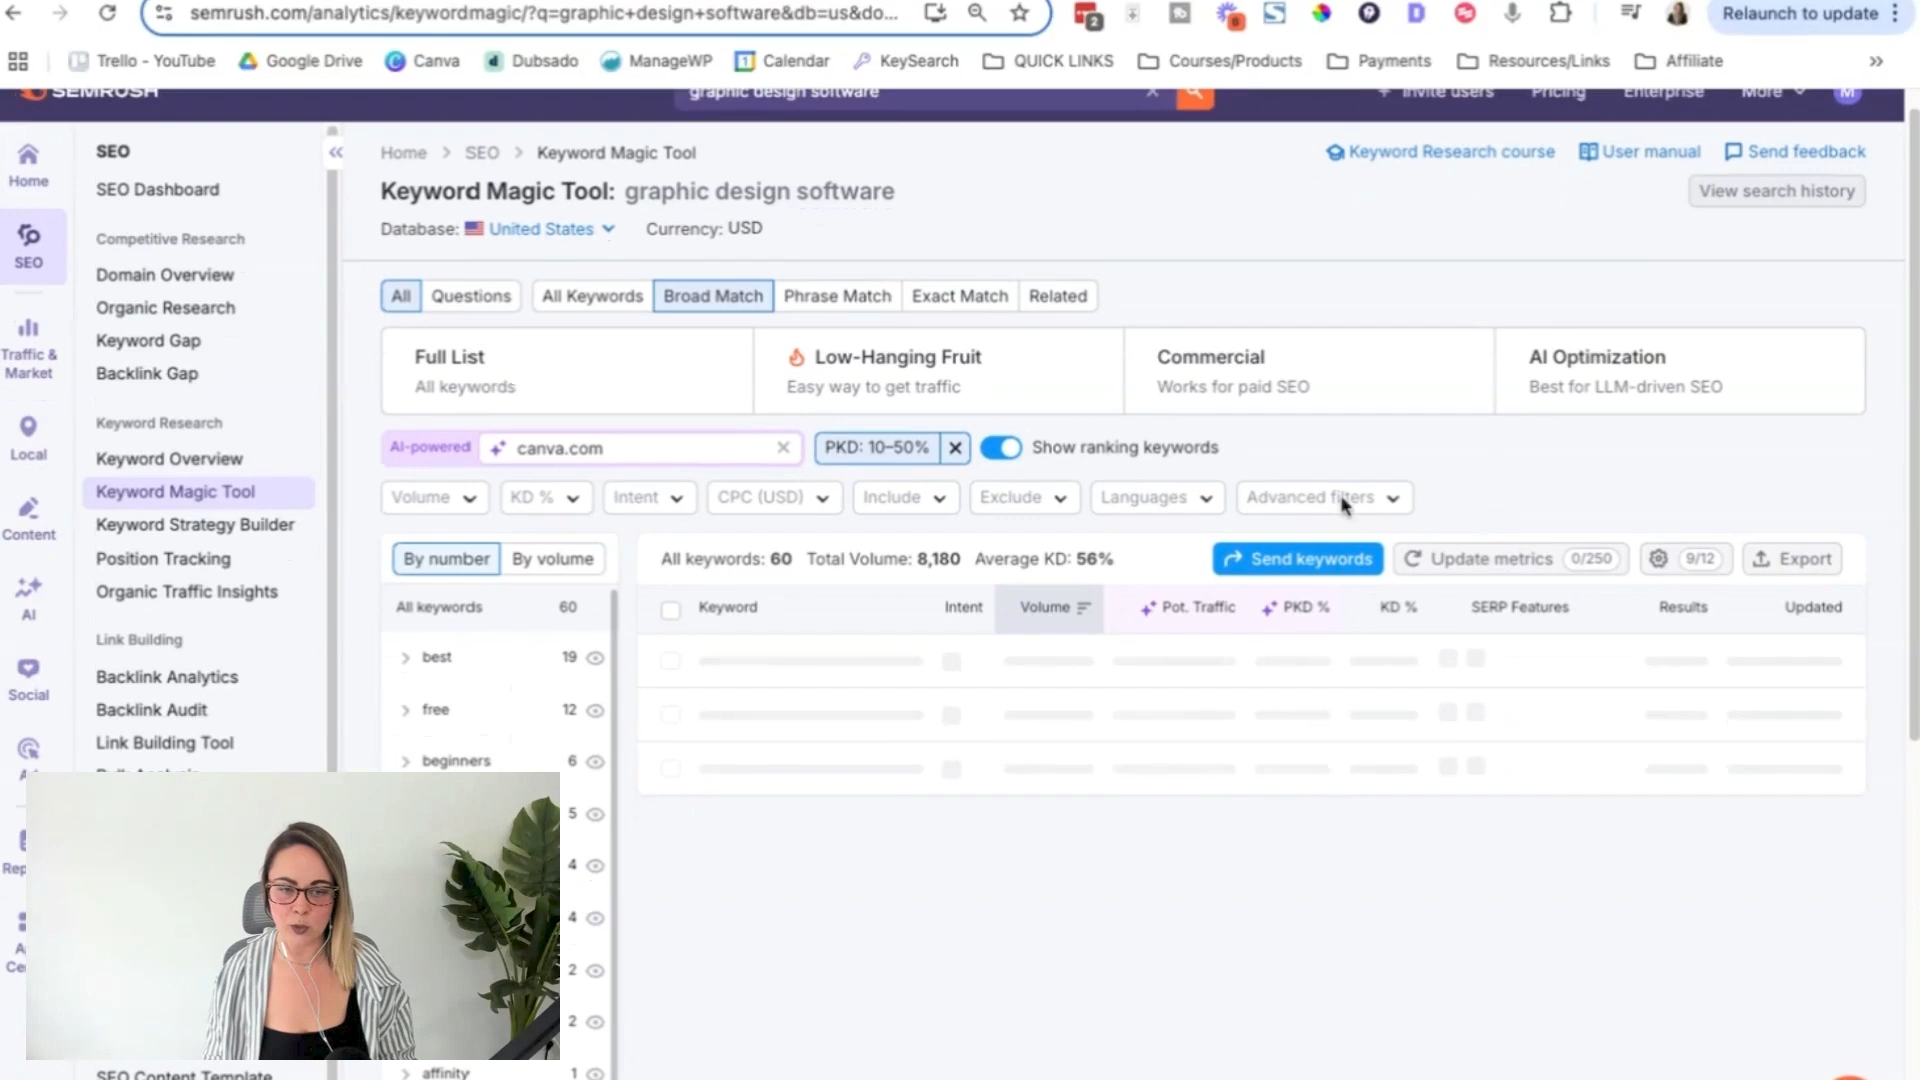 semrush.com/analytics/keywordmagic/?q=graphic+design+software&db=us&do...
2
Relaunch to update
Trello - YouTube
Google Drive
Canva
Dubsado
ManageWP
Calendar
KeySearch
QUICK LINKS
Courses/Products
Payments
Resources/Links
Affiliate
SEMRUSH
graphic design software
Invite users
Pricing
Enterprise
More
M
Home
SEO
Traffic & Market
Local
Content
AI
Social
SEO
SEO Dashboard
Competitive Research
Domain Overview
Organic Research
Keyword Gap
Backlink Gap
Keyword Research
Keyword Overview
Keyword Magic Tool
Keyword Strategy Builder
Position Tracking
Organic Traffic Insights
Link Building
Backlink Analytics
Backlink Audit
Link Building Tool
SEO Content Template
Home > SEO > Keyword Magic Tool
Keyword Research course
User manual
Send feedback
Keyword Magic Tool: graphic design software
View search history
Database: United States
Currency: USD
All
Questions
All Keywords
Broad Match
Phrase Match
Exact Match
Related
Full List
All keywords
Low-Hanging Fruit
Easy way to get traffic
Commercial
Works for paid SEO
AI Optimization
Best for LLM-driven SEO
AI-powered
canva.com
PKD: 10–50%
Show ranking keywords
Volume
KD %
Intent
CPC (USD)
Include
Exclude
Languages
Advanced filters
By number
By volume
All keywords: 60
Total Volume: 8,180
Average KD: 56%
Send keywords
Update metrics 0/250
9/12
Export
All keywords 60
Keyword
Intent
Volume
Pot. Traffic
PKD %
KD %
SERP Features
Results
Updated
best 19
free 12
beginners 6
5
4
4
2
2
affinity 1